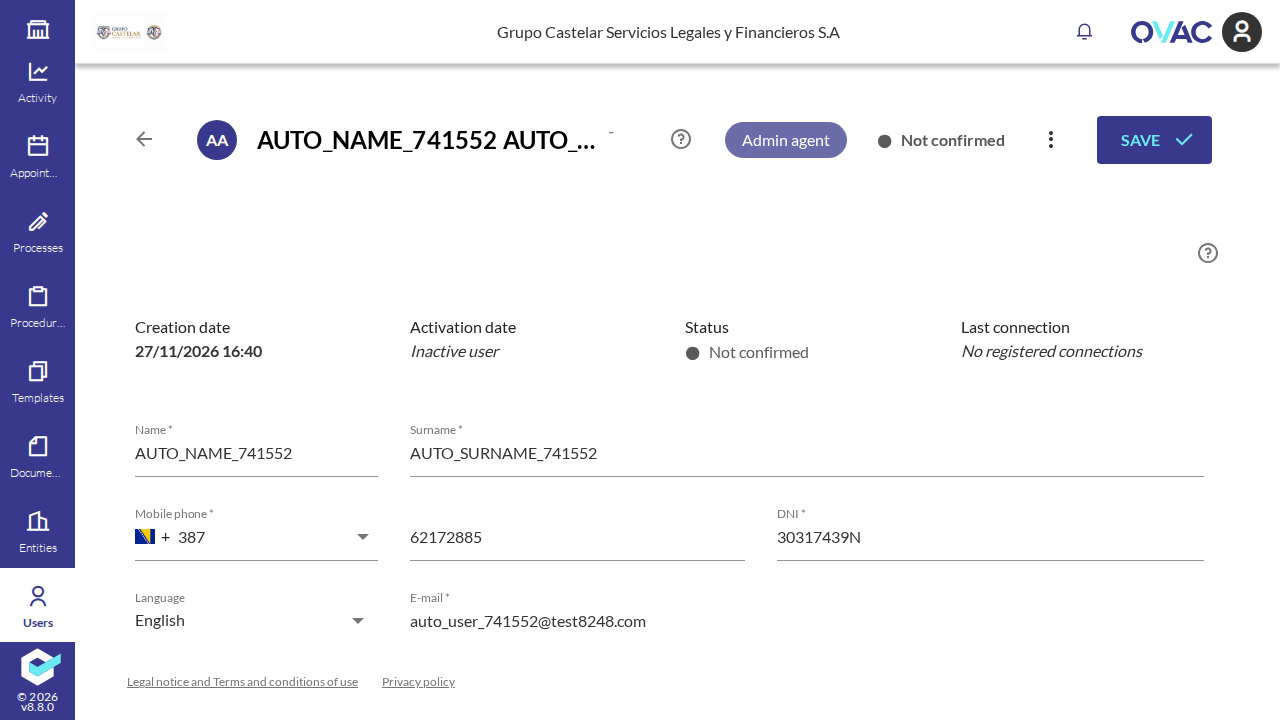 GRUPO
CASTELAR
Grupo Castelar Servicios Legales y Financieros S.A
OVAC
Activity
Appoint...
Processes
Procedur...
Templates
Docume...
Entities
Users
© 2026
v8.8.0
AA
AUTO_NAME_741552 AUTO_...
-
Admin agent
Not confirmed
SAVE
Creation date
27/11/2026 16:40
Activation date
Inactive user
Status
Not confirmed
Last connection
No registered connections
Name *
AUTO_NAME_741552
Surname *
AUTO_SURNAME_741552
Mobile phone *
+ 387
62172885
DNI *
30317439N
Language
English
E-mail *
auto_user_741552@test8248.com
Legal notice and Terms and conditions of use
Privacy policy